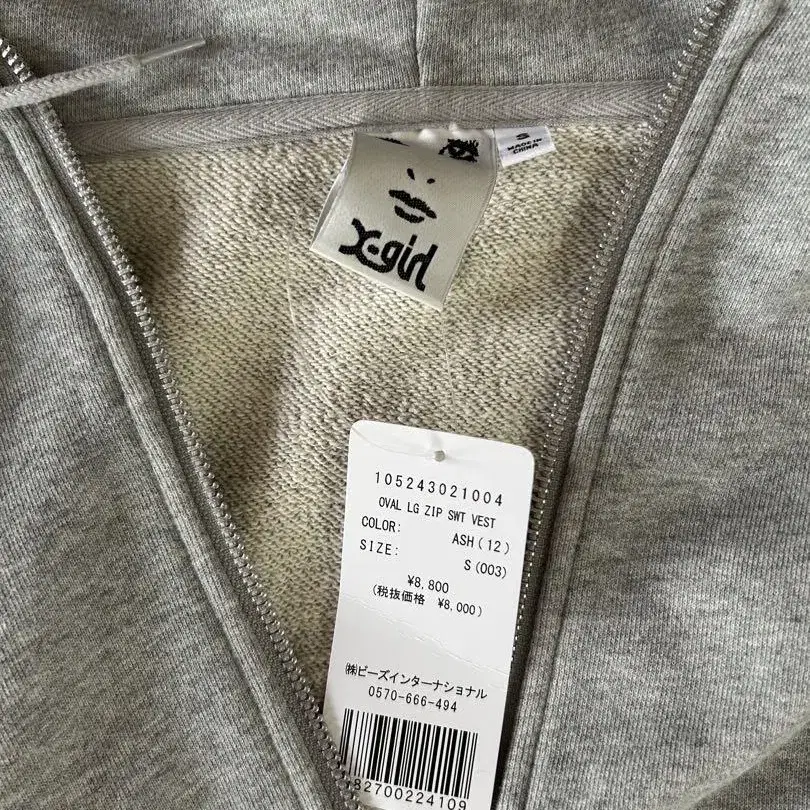 S
MADE IN
CHINA
X-girl
105243021004
OVAL LG ZIP SWT VEST
COLOR: ASH(12)
SIZE: S(003)
¥8,800
(税抜価格 ¥8,000)
㈱ビーズインターナショナル
0570-666-494
82700224109